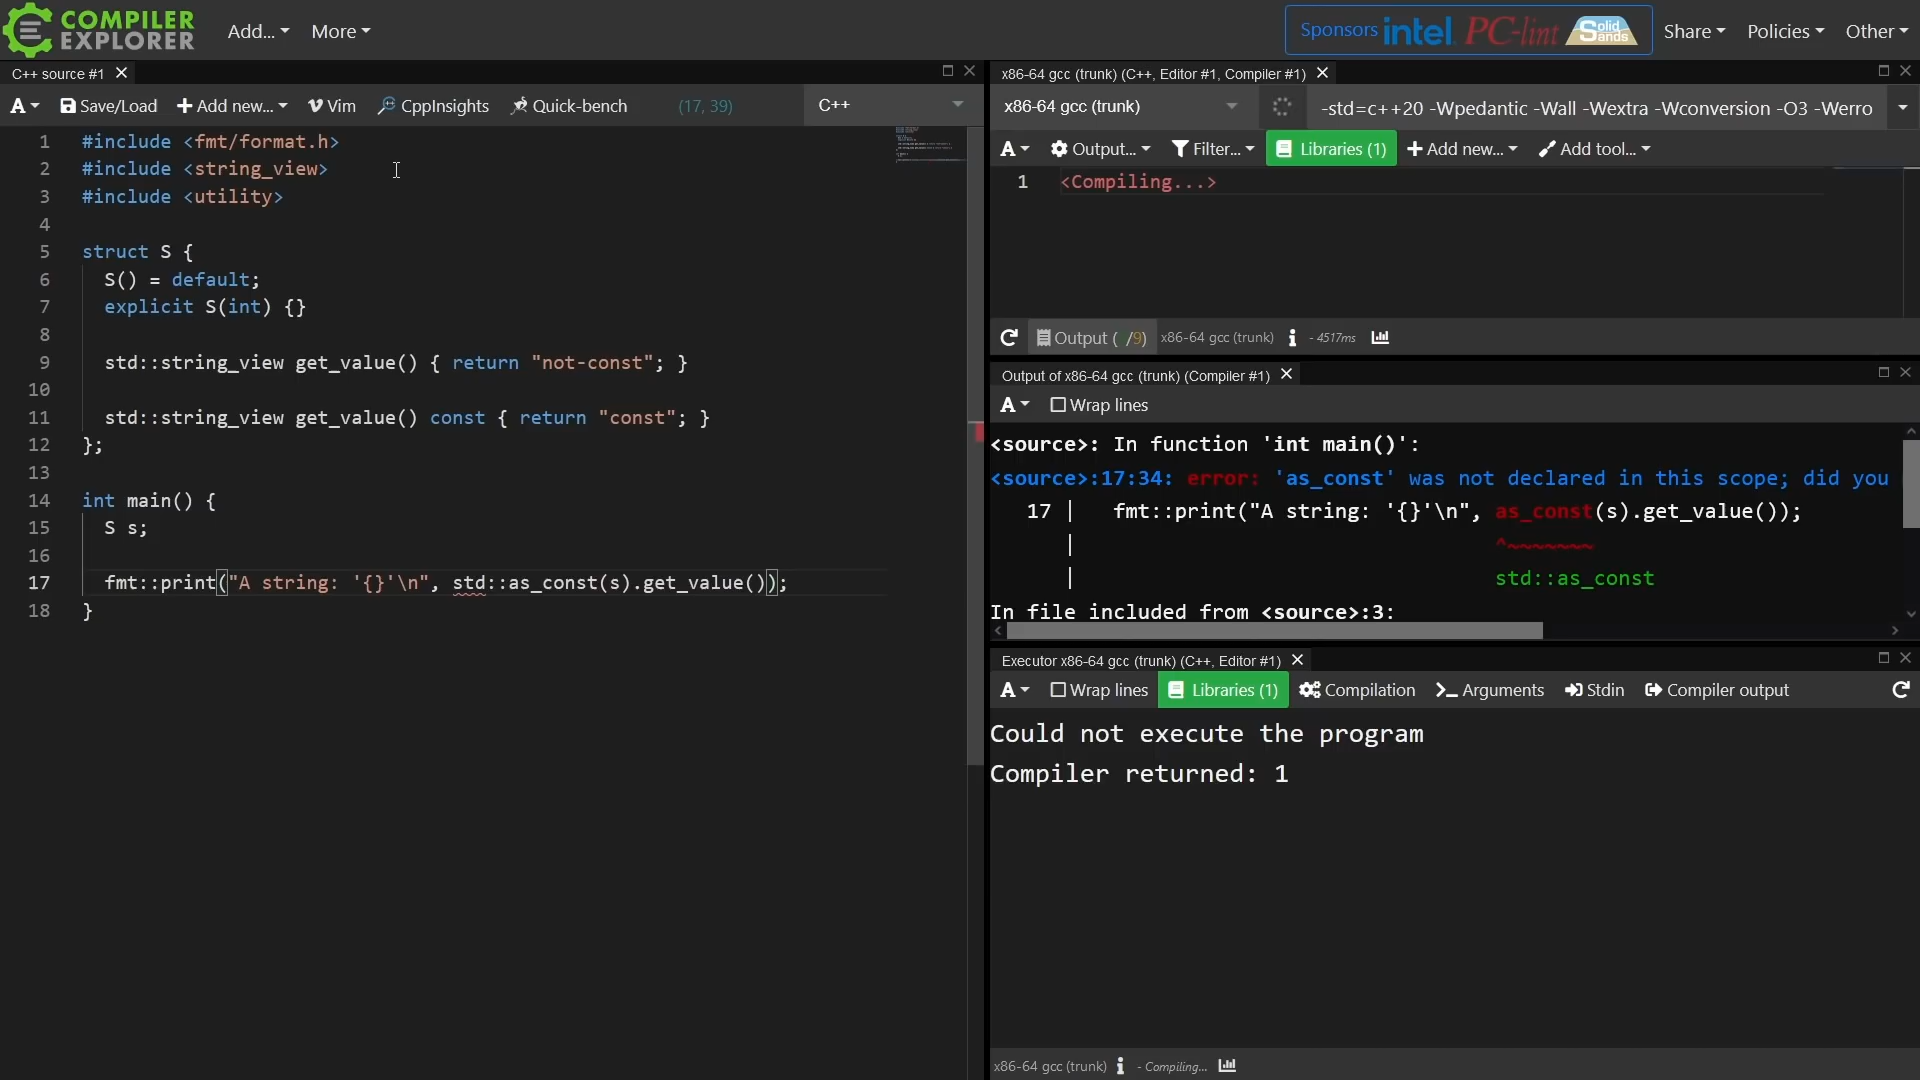 COMPILER
EXPLORER
Add...
More
Sponsors intel PC-lint Solid Sands
Share
Policies
Other
C++ source #1
A
Save/Load
Add new...
Vim
CppInsights
Quick-bench
(17, 39)
C++
1 #include <fmt/format.h>
2 #include <string_view>
3 #include <utility>
4
5 struct S {
6 S() = default;
7 explicit S(int) {}
8
9 std::string_view get_value() { return "not-const"; }
10
11 std::string_view get_value() const { return "const"; }
12 };
13
14 int main() {
15 S s;
16
17 fmt::print("A string: '{}'\n", std::as_const(s).get_value());
18 }
x86-64 gcc (trunk) (C++, Editor #1, Compiler #1)
x86-64 gcc (trunk)
-std=c++20 -Wpedantic -Wall -Wextra -Wconversion -O3 -Werro
A
Output...
Filter...
Libraries (1)
Add new...
Add tool...
1 <Compiling...>
Output ( /9) x86-64 gcc (trunk) i - 4517ms
Output of x86-64 gcc (trunk) (Compiler #1)
A
Wrap lines
<source>: In function 'int main()':
<source>:17:34: error: 'as_const' was not declared in this scope; did you
17 | fmt::print("A string: '{}'\n", as_const(s).get_value());
| ^~~~~~~~
| std::as_const
In file included from <source>:3:
Executor x86-64 gcc (trunk) (C++, Editor #1)
A
Wrap lines
Libraries (1)
Compilation
Arguments
Stdin
Compiler output
Could not execute the program
Compiler returned: 1
x86-64 gcc (trunk) i - Compiling...